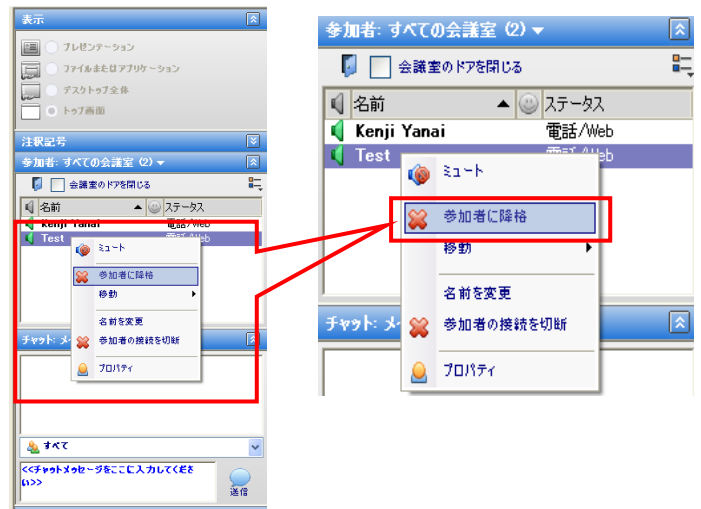 表示
プレゼンテーション
ファイルまたはアプリケーション
デスクトップ全体
トップ画面
注釈記号
参加者: すべての会議室 (2)
会議室のドアを閉じる
名前 ステータス
Kenji Yanai 電話/Web
Test 電話/Web
ミュート
参加者に降格
移動
名前を変更
参加者の接続を切断
プロパティ
チャット: メ
すべて
<<チャットメッセージをここに入力してくださ
い>>
送信
参加者: すべての会議室 (2)
会議室のドアを閉じる
名前 ステータス
Kenji Yanai 電話/Web
Test 電話/Web
ミュート
参加者に降格
移動
名前を変更
チャット: メ
参加者の接続を切断
プロパティ